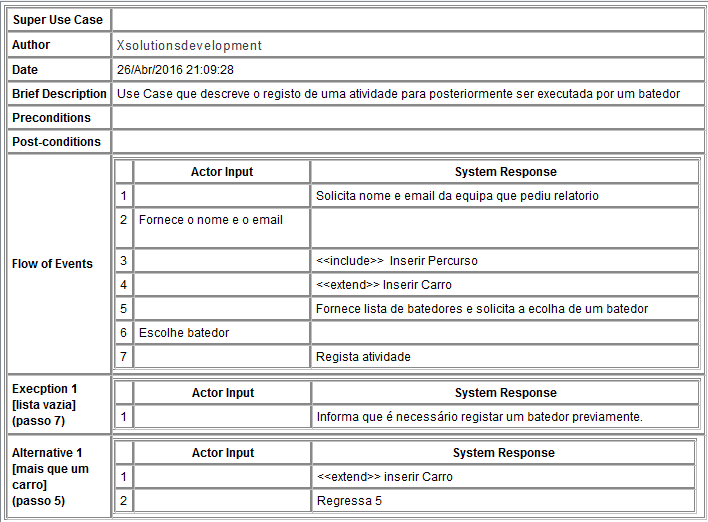 Super Use Case
Author Xsolutionsdevelopment
Date 26/Abr/2016 21:09:28
Brief Description Use Case que descreve o registo de uma atividade para posteriormente ser executada por um batedor
Preconditions
Post-conditions
Flow of Events
Actor Input System Response
1 Solicita nome e email da equipa que pediu relatorio
2 Fornece o nome e o email
3 <<include>> Inserir Percurso
4 <<extend>> Inserir Carro
5 Fornece lista de batedores e solicita a ecolha de um batedor
6 Escolhe batedor
7 Regista atividade
Execption 1
[lista vazia]
(passo 7)
Actor Input System Response
1 Informa que é necessário registar um batedor previamente.
Alternative 1
[mais que um
carro]
(passo 5)
Actor Input System Response
1 <<extend>> inserir Carro
2 Regressa 5